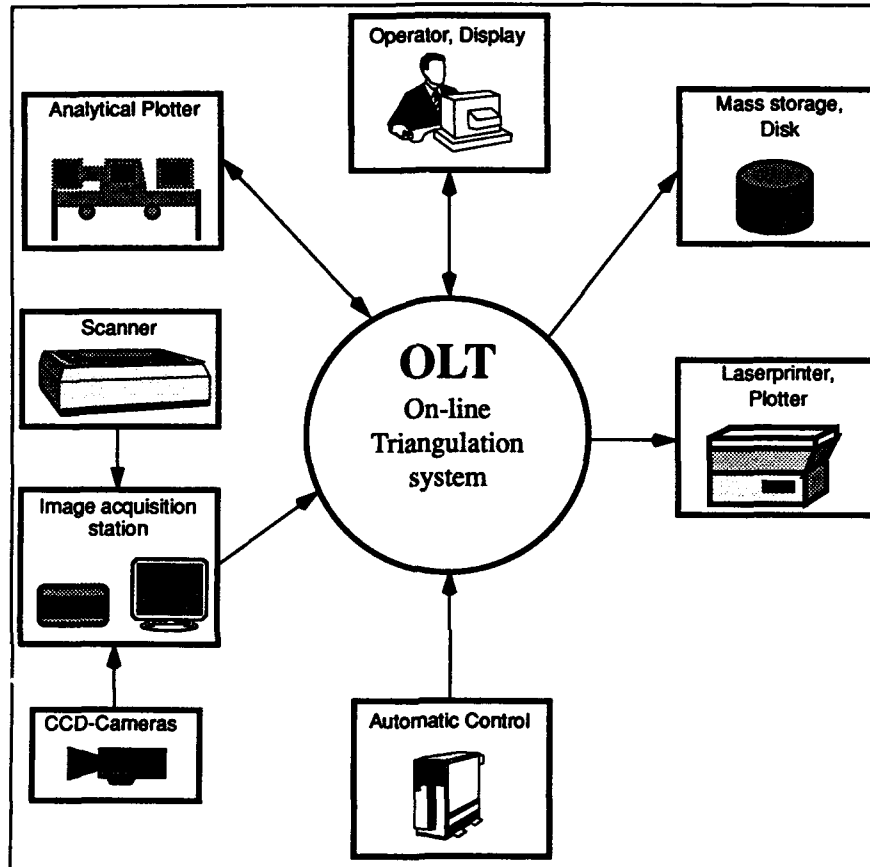 Operator, Display
Analytical Plotter
Mass storage,
Disk
Scanner
OLT
On-line
Triangulation
system
Laserprinter,
Plotter
Image acquisition
station
CCD-Cameras
Automatic Control